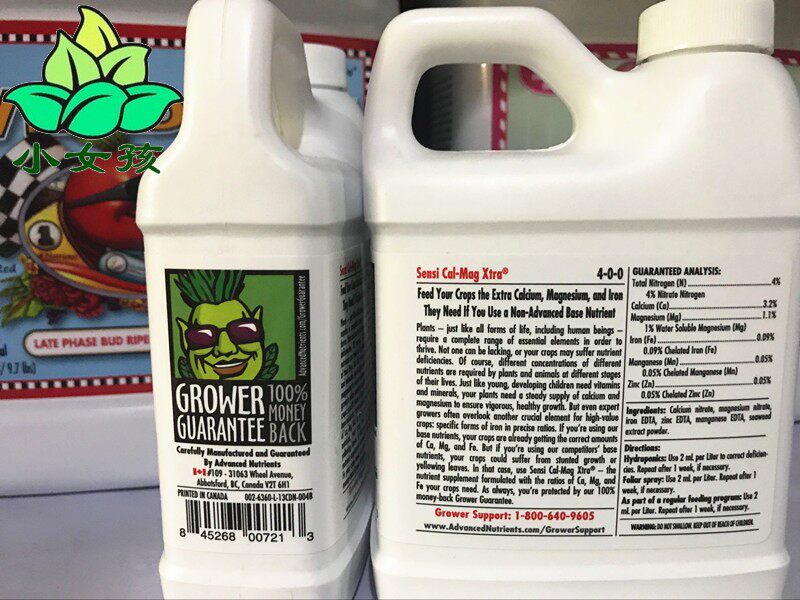 小女孩
1
LATE PHASE BUD RIPE
9.7 lbs)
AdvancedNutrients.com/GrowerGuarantee
GROWER
GUARANTEE
100%
MONEY
BACK
Carefully Manufactured and Guaranteed
By Advanced Nutrients
#109 - 31063 Wheel Avenue,
Abbotsford, BC, Canada V2T 6H1
PRINTED IN CANADA 002-6360-L-13CDN-004B
8 45268 00721 3
Sensi Cal-Mag Xtra® 4-0-0
Feed Your Crops the Extra Calcium, Magnesium, and Iron
They Need If You Use a Non-Advanced Base Nutrient
Plants – just like all forms of life, including human beings –
require a complete range of essential elements in order to
thrive. Not one can be lacking, or your crops may suffer nutrient
deficiencies. Of course, different concentrations of different
nutrients are required by plants and animals at different stages
of their lives. Just like young, developing children need vitamins
and minerals, your plants need a steady supply of calcium and
magnesium to ensure vigorous, healthy growth. But even expert
growers often overlook another crucial element for high-value
crops: specific forms of iron in precise ratios. If you're using our
base nutrients, your crops are already getting the correct amounts
of Ca, Mg, and Fe. But if you're using our competitors' base
nutrients, your crops could suffer from stunted growth or
yellowing leaves. In that case, use Sensi Cal-Mag Xtra® – the
nutrient supplement formulated with the ratios of Ca, Mg, and
Fe your crops need. As always, you're protected by our 100%
money-back Grower Guarantee.
Grower Support: 1-800-640-9605
www.AdvancedNutrients.com/GrowerSupport
GUARANTEED ANALYSIS:
Total Nitrogen (N) 4%
4% Nitrate Nitrogen
Calcium (Ca) 3.2%
Magnesium (Mg) 1.1%
1% Water Soluble Magnesium (Mg)
Iron (Fe) 0.09%
0.09% Chelated Iron (Fe)
Manganese (Mn) 0.05%
0.05% Chelated Manganese (Mn)
Zinc (Zn) 0.05%
0.05% Chelated Zinc (Zn)
Ingredients: Calcium nitrate, magnesium nitrate,
iron EDTA, zinc EDTA, manganese EDTA, seaweed
extract powder.
Directions:
Hydroponics: Use 2 mL per Liter to correct deficien-
cies. Repeat after 1 week, if necessary.
Foliar spray: Use 2 mL per Liter. Repeat after 1
week, if necessary.
As part of a regular feeding program: Use 2
mL per Liter. Repeat after 1 week, if necessary.
WARNING: DO NOT SWALLOW. KEEP OUT OF REACH OF CHILDREN.